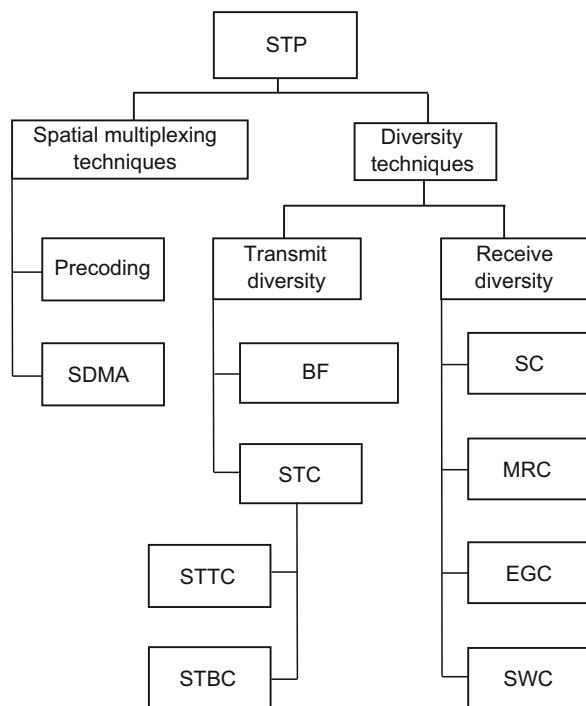 STP
Spatial multiplexing
techniques
Diversity
techniques
Transmit
diversity
Receive
diversity
Precoding
SDMA
BF
SC
STC
MRC
STTC
EGC
STBC
SWC